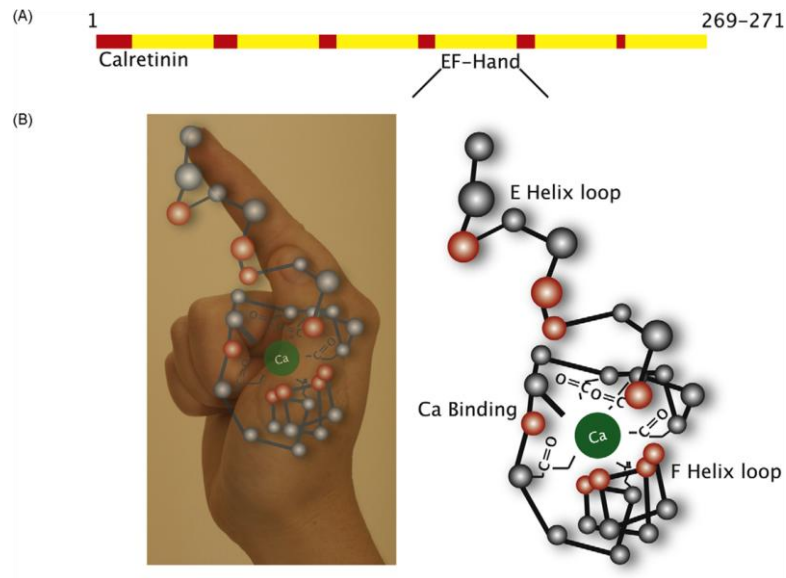 (A)
1
269-271
Calretinin
EF-Hand
(B)
E Helix loop
Ca
Ca Binding
Ca
F Helix loop
C=O
O=C
O=C
C=O
C=O